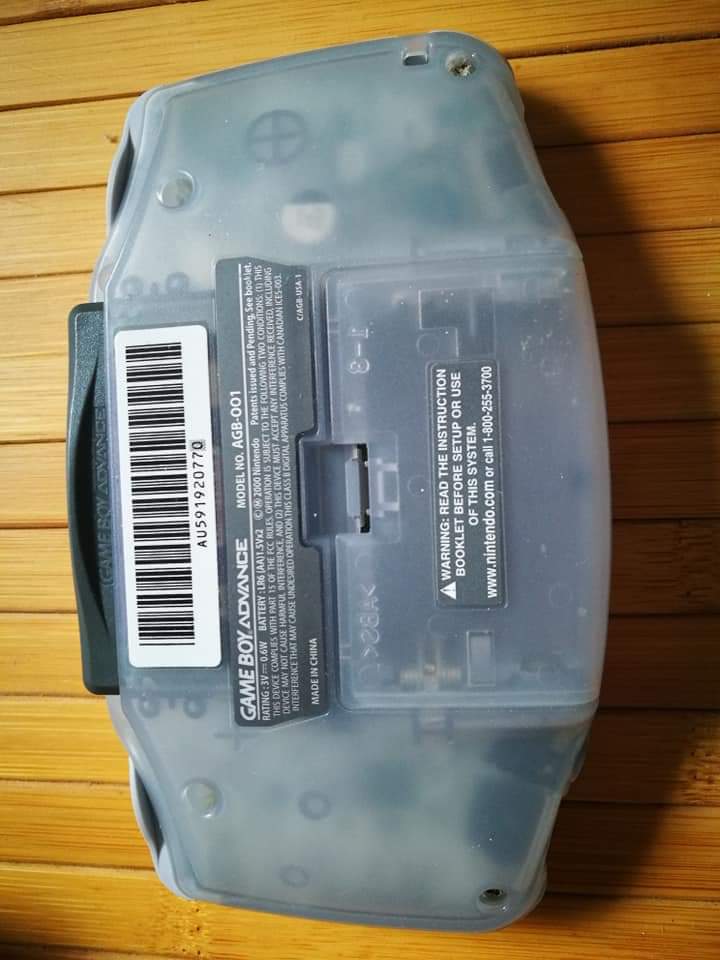 GAME BOY ADVANCE
AU591920770
GAME BOY ADVANCE MODEL NO. AGB-001
RATING : 3V⎓ 0.6W BATTERY : LR6 (AA)1.5Vx2 ©Ⓜ 2000 Nintendo Patents issued and Pending, See booklet.
THIS DEVICE COMPLIES WITH PART 15 OF THE FCC RULES. OPERATION IS SUBJECT TO THE FOLLOWING TWO CONDITIONS: (1) THIS
DEVICE MAY NOT CAUSE HARMFUL INTERFERENCE, AND (2) THIS DEVICE MUST ACCEPT ANY INTERFERENCE RECEIVED, INCLUDING
INTERFERENCE THAT MAY CAUSE UNDESIRED OPERATION.THIS CLASS B DIGITAL APPARATUS COMPLIES WITH CANADIAN ICES-003.
C/AGB-USA-1
MADE IN CHINA
>ABS<
1-3
⚠ WARNING: READ THE INSTRUCTION
BOOKLET BEFORE SETUP OR USE
OF THIS SYSTEM.
www.nintendo.com or call 1-800-255-3700